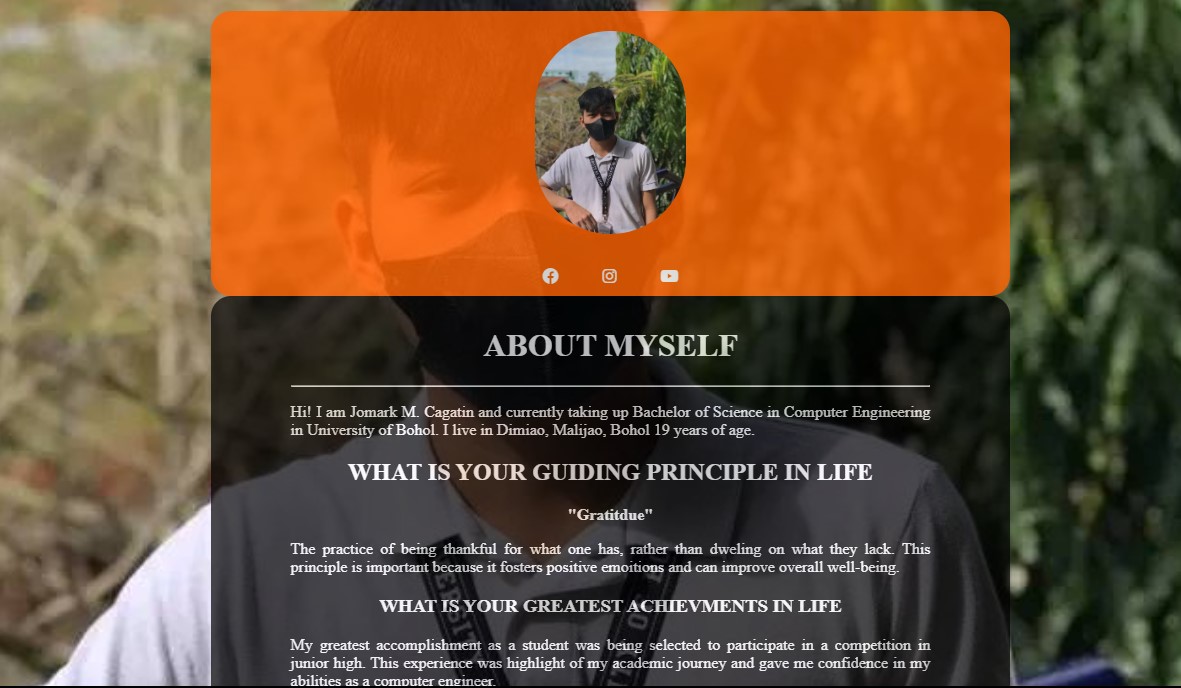 ABOUT MYSELF
Hi! I am Jomark M. Cagatin and currently taking up Bachelor of Science in Computer Engineering
in University of Bohol. I live in Dimiao, Malijao, Bohol 19 years of age.
WHAT IS YOUR GUIDING PRINCIPLE IN LIFE
"Gratitdue"
The practice of being thankful for what one has, rather than dweling on what they lack. This
principle is important because it fosters positive emoitions and can improve overall well-being.
WHAT IS YOUR GREATEST ACHIEVMENTS IN LIFE
My greatest accomplishment as a student was being selected to participate in a competition in
junior high. This experience was highlight of my academic journey and gave me confidence in my
abilities as a computer engineer.